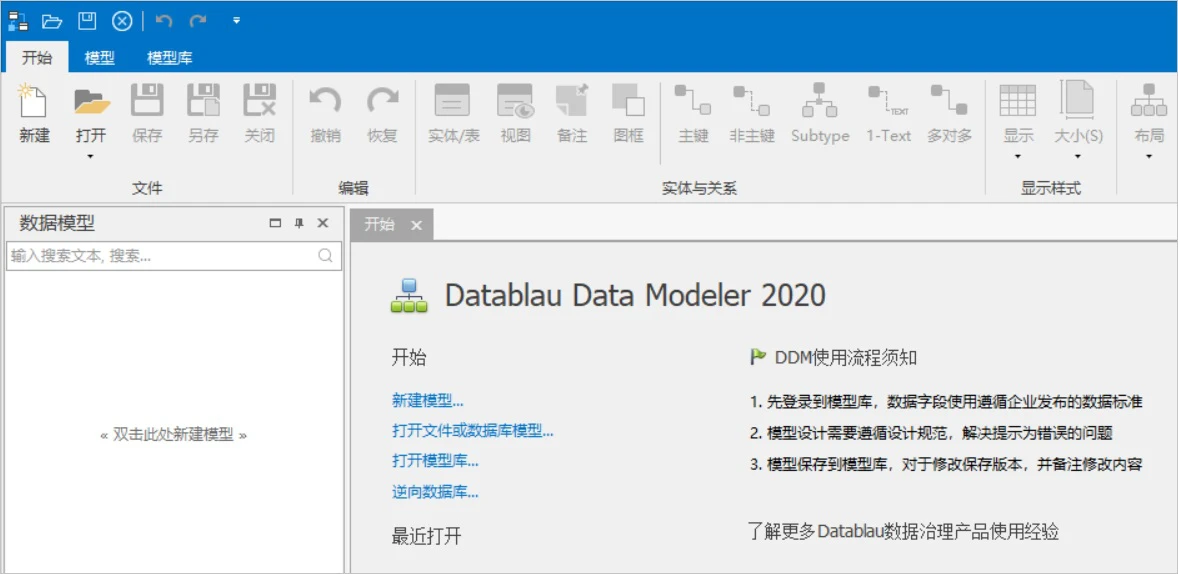 开始 模型 模型库
新建 打开 保存 另存 关闭 撤销 恢复 实体/表 视图 备注 图框 主键 非主键 Subtype 1-Text 多对多 显示 大小(S) 布局
TEXT
文件 编辑 实体与关系 显示样式
数据模型
输入搜索文本, 搜索...
« 双击此处新建模型 »
开始
Datablau Data Modeler 2020
开始
新建模型...
打开文件或数据库模型...
打开模型库...
逆向数据库...
最近打开
DDM使用流程须知
1. 先登录到模型库，数据字段使用遵循企业发布的数据标准
2. 模型设计需要遵循设计规范，解决提示为错误的问题
3. 模型保存到模型库，对于修改保存版本，并备注修改内容
了解更多Datablau数据治理产品使用经验